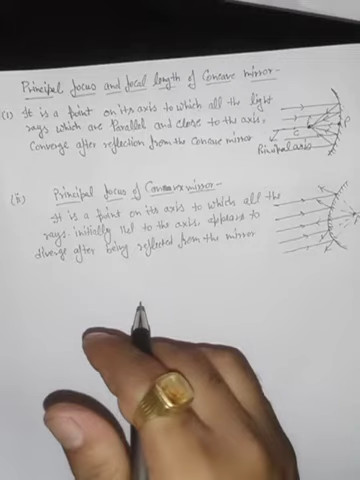 Principal focus and focal length of Concave mirror -
(i) It is a point on its axis to which all the light
rays which are Parallel and close to the axis,
Converge after reflection from the concave mirror
C
P
Principal axis
(ii) Principal focus of Convex mirror -
It is a point on its axis to which all the
rays initially 11el to the axis, appears to
diverge after being reflected from the mirror